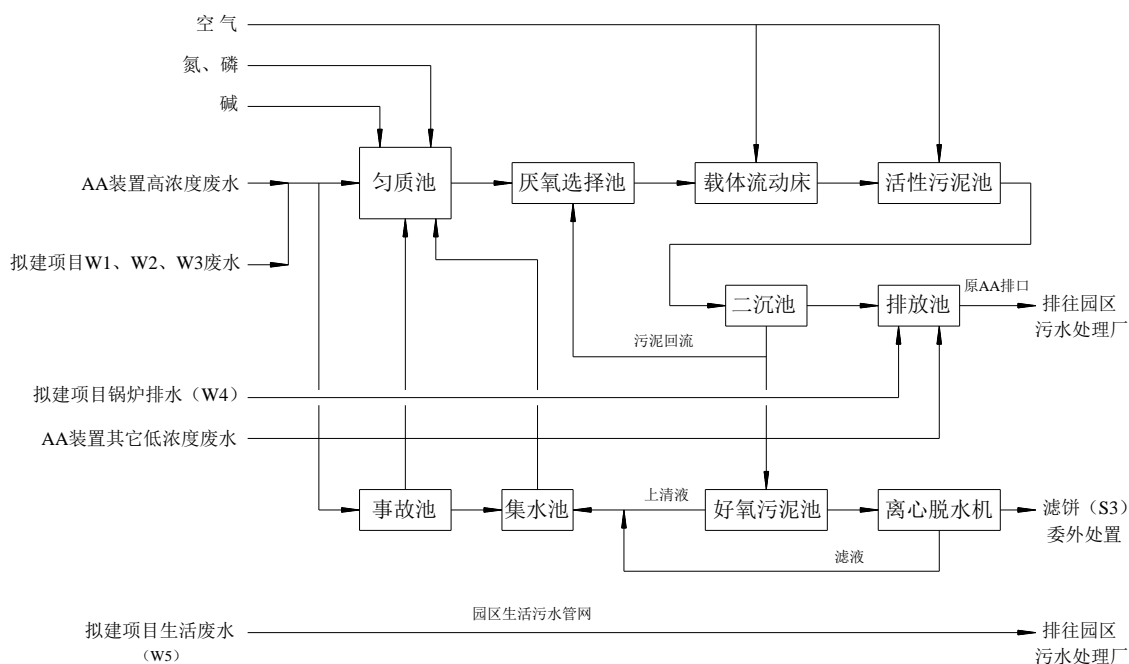 空 气
氮、磷
碱
AA装置高浓度废水
匀质池
厌氧选择池
载体流动床
活性污泥池
拟建项目W1、W2、W3废水
原AA排口
二沉池
排放池
排往园区
污水处理厂
污泥回流
拟建项目锅炉排水（W4）
AA装置其它低浓度废水
上清液
事故池
集水池
好氧污泥池
离心脱水机
滤饼（S3）
委外处置
滤液
园区生活污水管网
拟建项目生活废水
（W5）
排往园区
污水处理厂